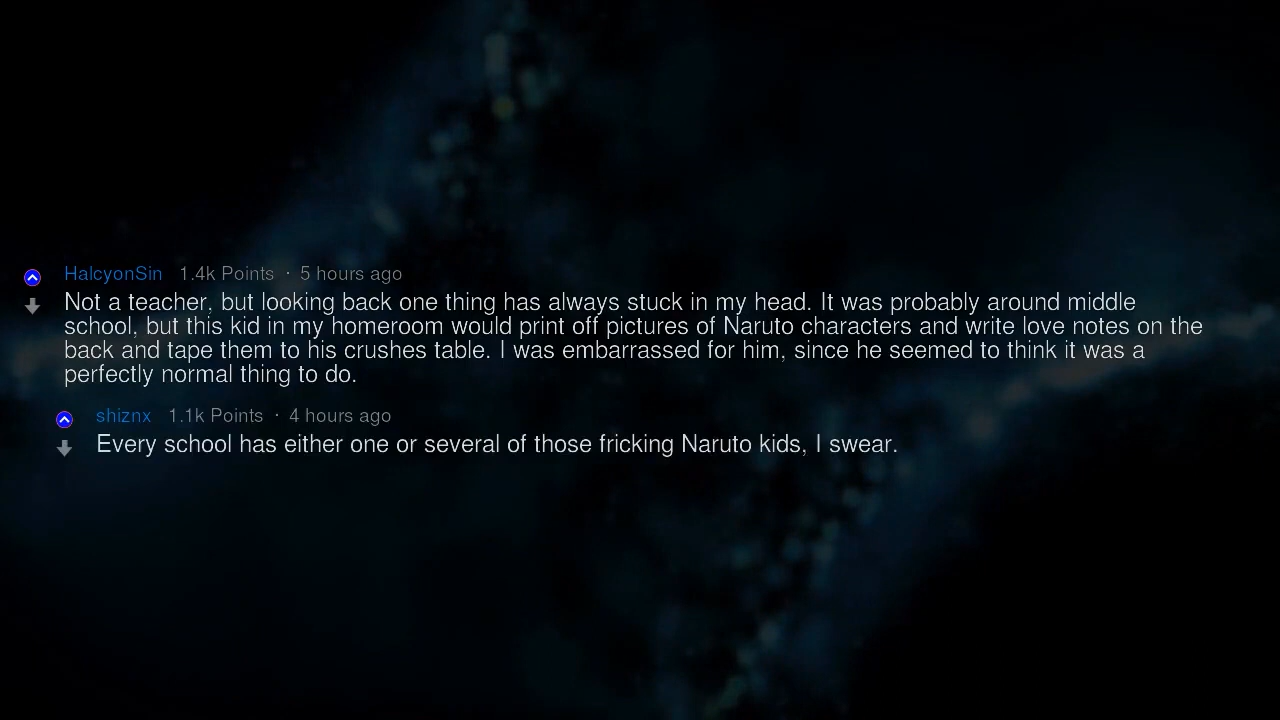 HalcyonSin 1.4k Points · 5 hours ago
Not a teacher, but looking back one thing has always stuck in my head. It was probably around middle
school, but this kid in my homeroom would print off pictures of Naruto characters and write love notes on the
back and tape them to his crushes table. I was embarrassed for him, since he seemed to think it was a
perfectly normal thing to do.
shiznx 1.1k Points · 4 hours ago
Every school has either one or several of those fricking Naruto kids, I swear.